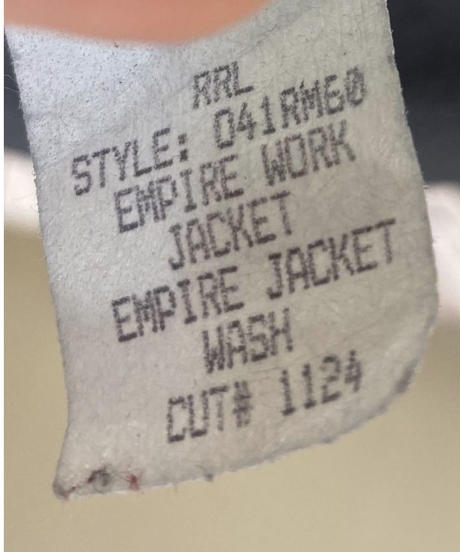 RRL
STYLE: 041RM60
EMPIRE WORK
JACKET
EMPIRE JACKET
WASH
CUT# 1124